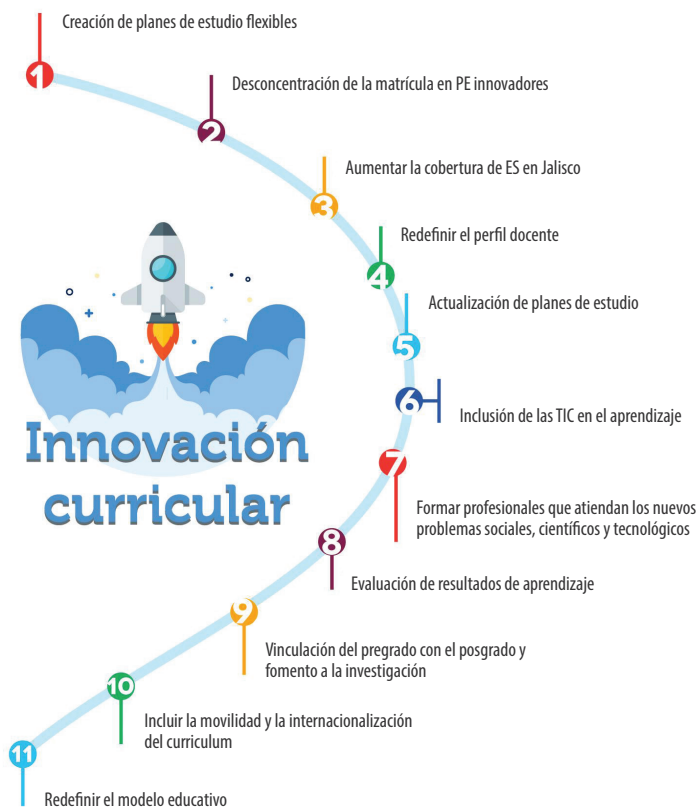 1
Creación de planes de estudio flexibles
2
Desconcentración de la matrícula en PE innovadores
3
Aumentar la cobertura de ES en Jalisco
4
Redefinir el perfil docente
5
Actualización de planes de estudio
6
Inclusión de las TIC en el aprendizaje
Innovación
curricular
7
Formar profesionales que atiendan los nuevos
problemas sociales, científicos y tecnológicos
8
Evaluación de resultados de aprendizaje
9
Vinculación del pregrado con el posgrado y
fomento a la investigación
10
Incluir la movilidad y la internacionalización
del curriculum
11
Redefinir el modelo educativo